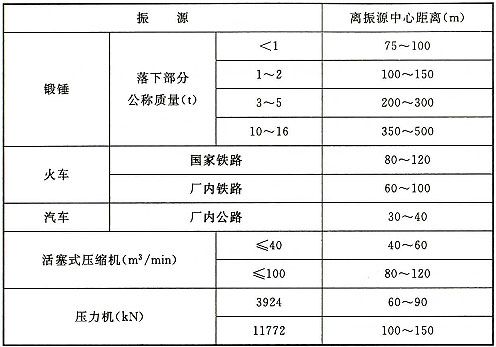 振 源 离振源中心距离(m)
锻锤 落下部分公称质量(t) <1 75～100
1～2 100～150
3～5 200～300
10～16 350～500
火车 国家铁路 80～120
厂内铁路 60～100
汽车 厂内公路 30～40
活塞式压缩机(m³/min) ≤40 40～60
≤100 80～120
压力机(kN) 3924 60～90
11772 100～150